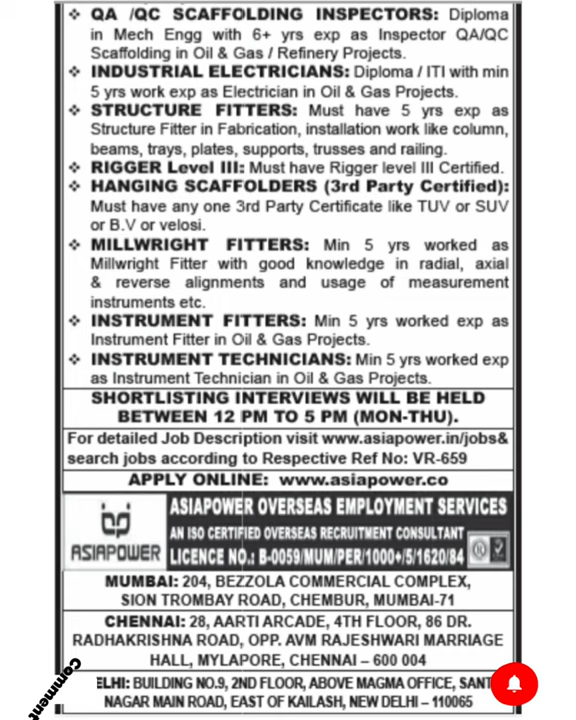 ❖ QA /QC SCAFFOLDING INSPECTORS: Diploma
in Mech Engg with 6+ yrs exp as Inspector QA/QC
Scaffolding in Oil & Gas / Refinery Projects.
❖ INDUSTRIAL ELECTRICIANS: Diploma / ITI with min
5 yrs work exp as Electrician in Oil & Gas Projects.
❖ STRUCTURE FITTERS: Must have 5 yrs exp as
Structure Fitter in Fabrication, installation work like column,
beams, trays, plates, supports, trusses and railing.
❖ RIGGER Level III: Must have Rigger level III Certified.
❖ HANGING SCAFFOLDERS (3rd Party Certified):
Must have any one 3rd Party Certificate like TUV or SUV
or B.V or velosi.
❖ MILLWRIGHT FITTERS: Min 5 yrs worked as
Millwright Fitter with good knowledge in radial, axial
& reverse alignments and usage of measurement
instruments etc.
❖ INSTRUMENT FITTERS: Min 5 yrs worked exp as
Instrument Fitter in Oil & Gas Projects.
❖ INSTRUMENT TECHNICIANS: Min 5 yrs worked exp
as Instrument Technician in Oil & Gas Projects.
SHORTLISTING INTERVIEWS WILL BE HELD
BETWEEN 12 PM TO 5 PM (MON-THU).
For detailed Job Description visit www.asiapower.in/jobs&
search jobs according to Respective Ref No: VR-659
APPLY ONLINE: www.asiapower.co
ASIAPOWER
ASIAPOWER OVERSEAS EMPLOYMENT SERVICES
AN ISO CERTIFIED OVERSEAS RECRUITMENT CONSULTANT
LICENCE NO.: B-0059/MUM/PER/1000+/5/1620/84
MUMBAI: 204, BEZZOLA COMMERCIAL COMPLEX,
SION TROMBAY ROAD, CHEMBUR, MUMBAI-71
CHENNAI: 28, AARTI ARCADE, 4TH FLOOR, 86 DR.
RADHAKRISHNA ROAD, OPP. AVM RAJESHWARI MARRIAGE
HALL, MYLAPORE, CHENNAI – 600 004
ELHI: BUILDING NO.9, 2ND FLOOR, ABOVE MAGMA OFFICE, SANT
NAGAR MAIN ROAD, EAST OF KAILASH, NEW DELHI – 110065
Comment